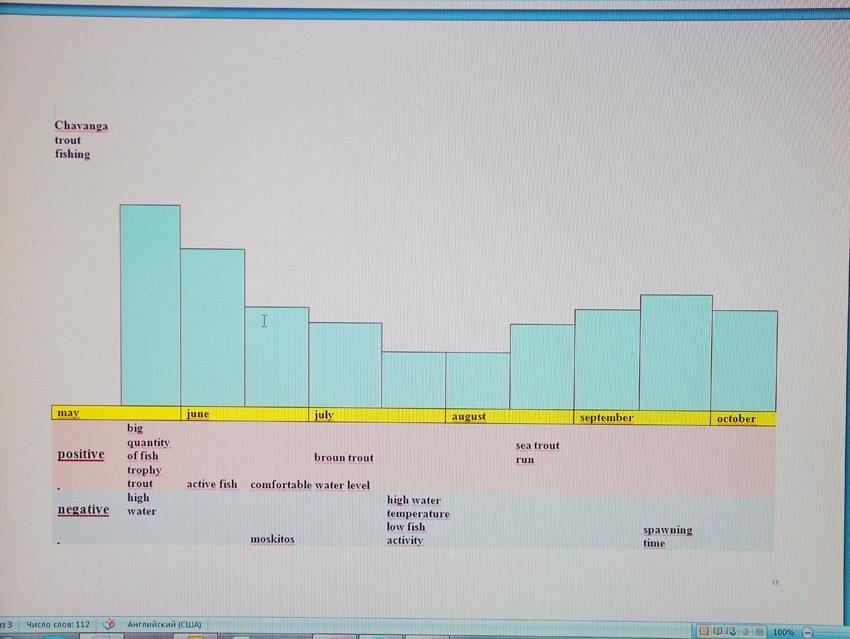 Chavanga
trout
fishing
may june july august september october
positive
.
big
quantity
of fish
trophy
trout
active fish
broun trout
comfortable water level
sea trout
run
negative
.
high
water
moskitos
high water
temperature
low fish
activity
spawning
time
13
из 3 Число слов: 112 Английский (США) 100%